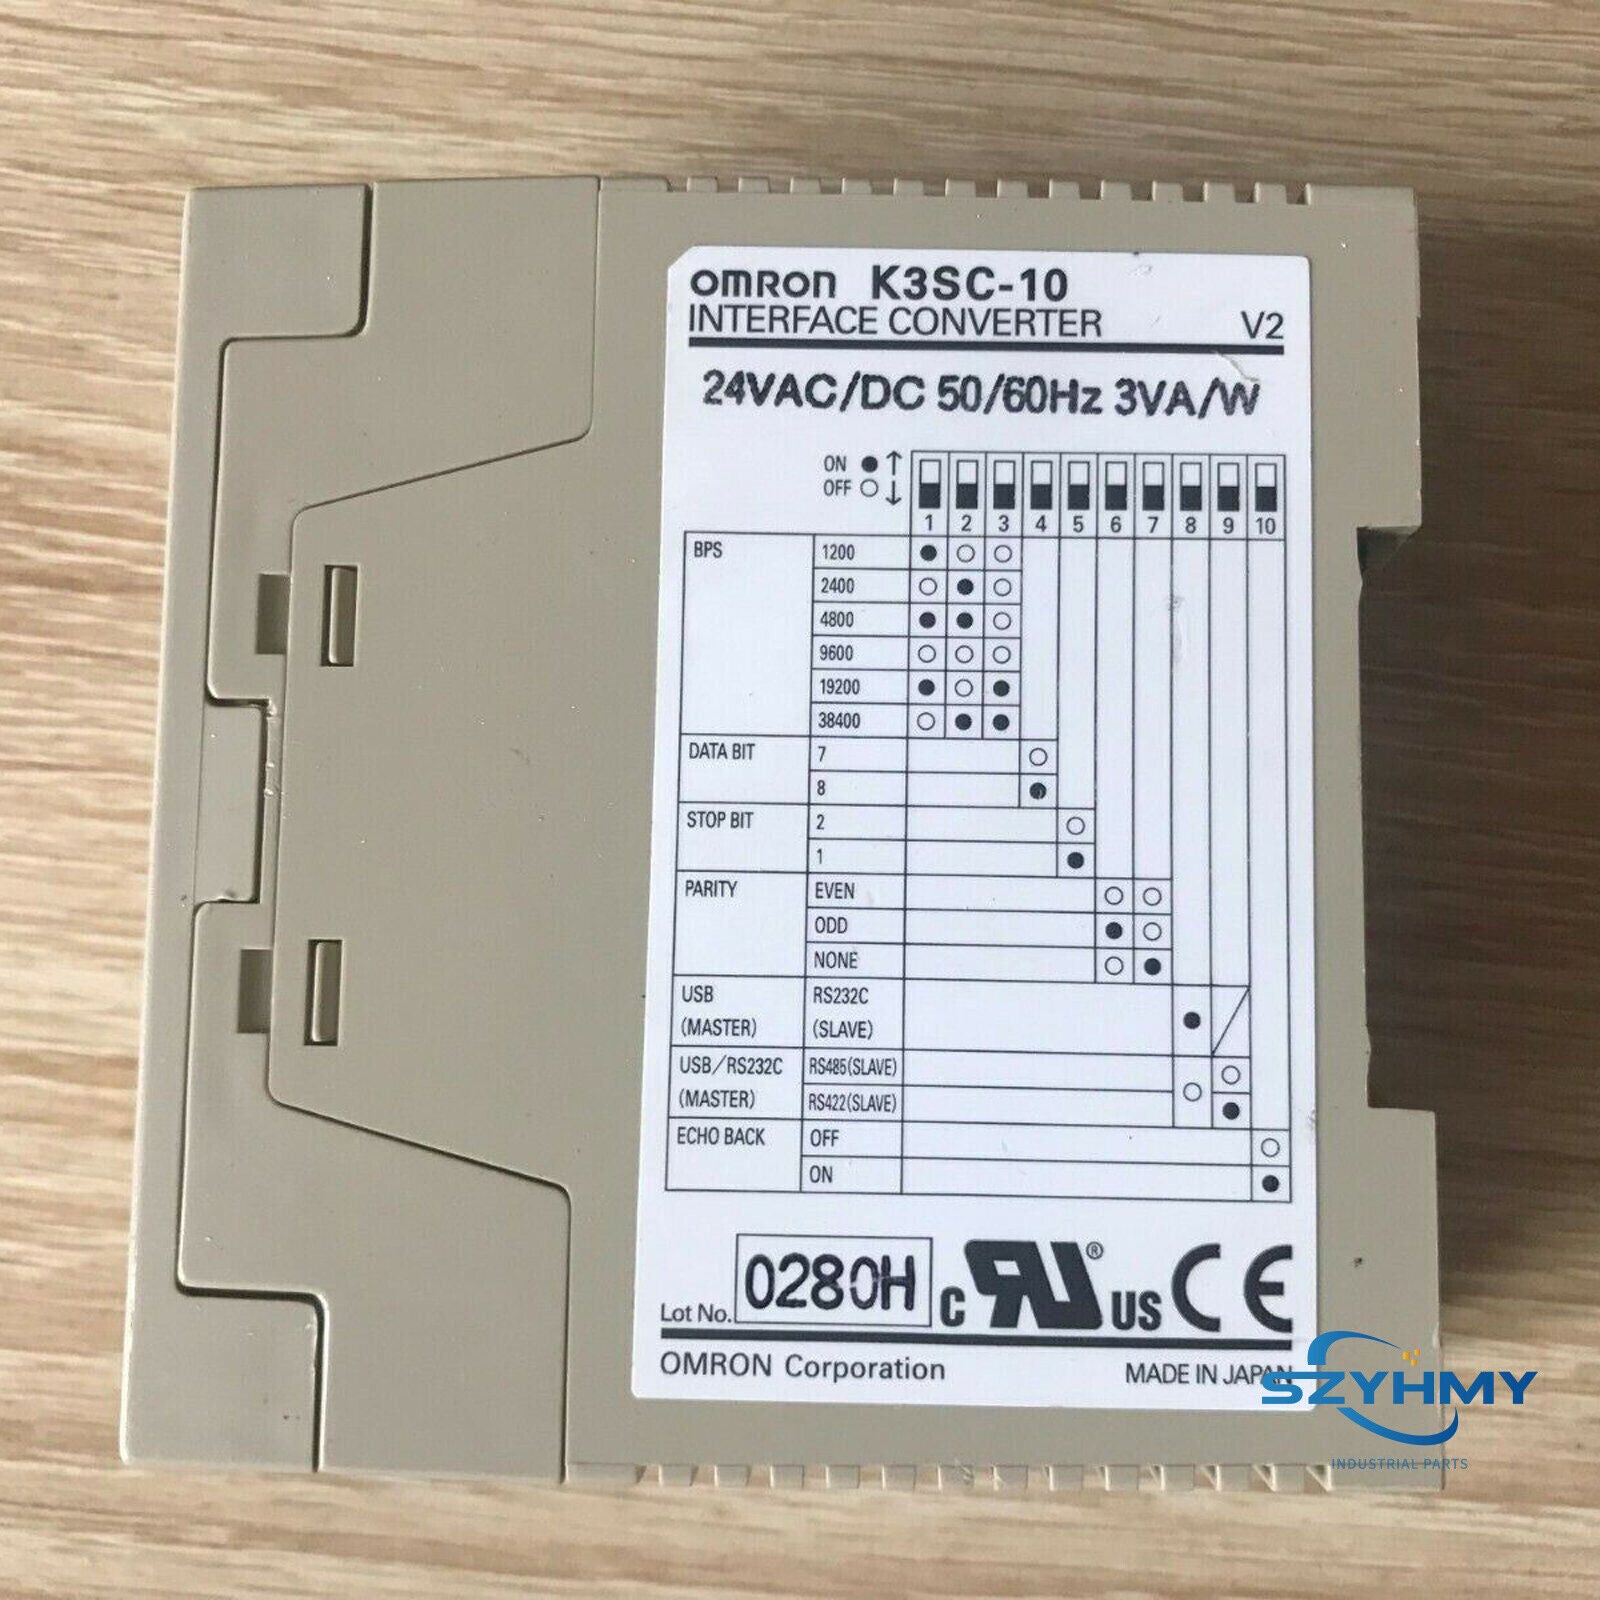 omron K3SC-10
INTERFACE CONVERTER V2
24VAC/DC 50/60Hz 3VA/W
ON ● ↑
OFF ○ ↓
1 2 3 4 5 6 7 8 9 10
BPS 1200 ● ○ ○
2400 ○ ● ○
4800 ● ● ○
9600 ○ ○ ○
19200 ● ○ ●
38400 ○ ● ●
DATA BIT 7 ○
8 ●
STOP BIT 2 ○
1 ●
PARITY EVEN ○ ○
ODD ● ○
NONE ○ ●
USB RS232C
(MASTER) (SLAVE) ●
USB/RS232C RS485(SLAVE) ○
(MASTER) RS422(SLAVE) ○ ●
ECHO BACK OFF ○
ON ●
Lot No. 0280H c RU® US CE
OMRON Corporation MADE IN JAPAN
SZYHMY
INDUSTRIAL PARTS